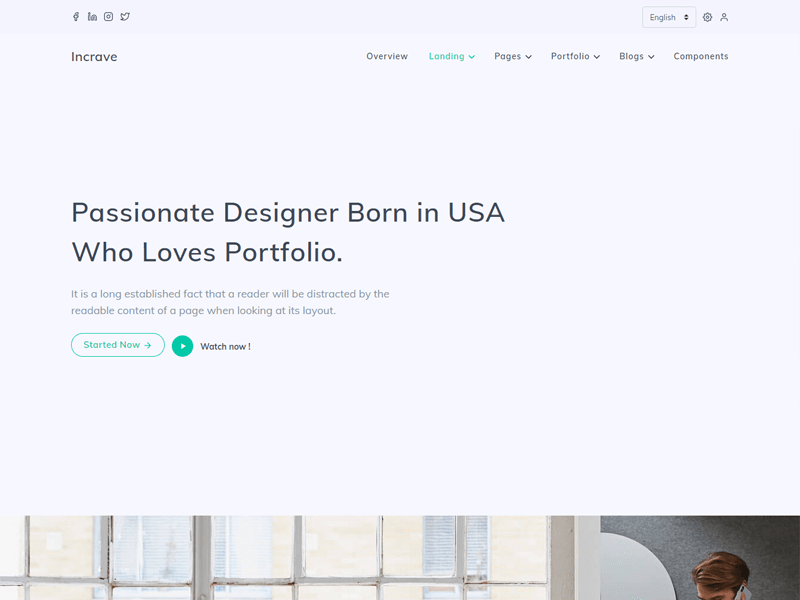 English
Incrave
Overview
Landing
Pages
Portfolio
Blogs
Components
Passionate Designer Born in USA
Who Loves Portfolio.
It is a long established fact that a reader will be distracted by the
readable content of a page when looking at its layout.
Started Now →
Watch now !